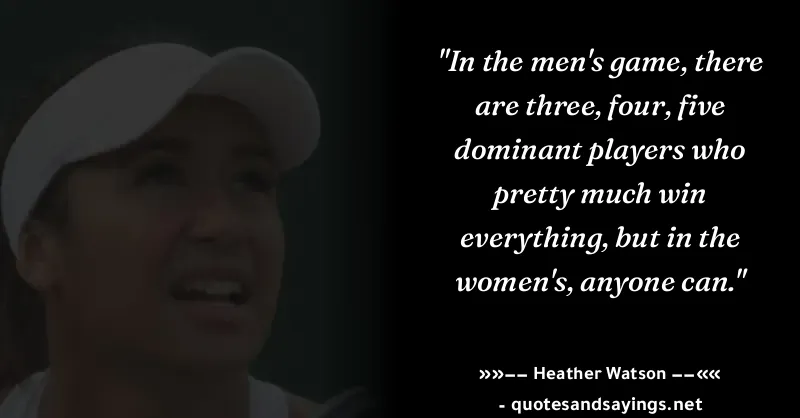 "In the men's game, there
are three, four, five
dominant players who
pretty much win
everything, but in the
women's, anyone can."
»»–– Heather Watson ––««
- quotesandsayings.net